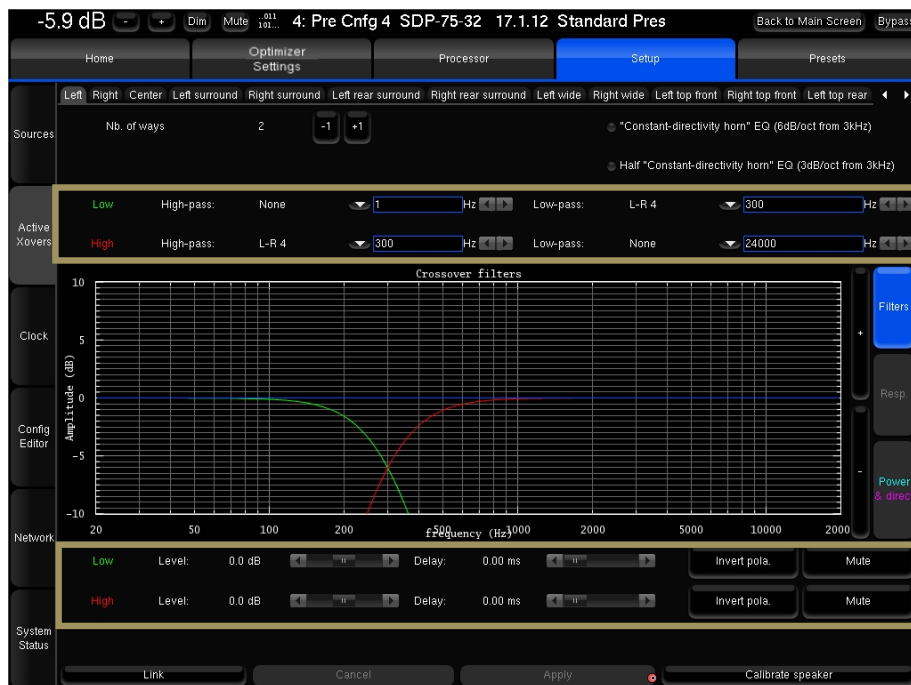 -5.9 dB - + Dim Mute ..011 101... 4: Pre Cnfg 4 SDP-75-32 17.1.12 Standard Pres Back to Main Screen Bypass
Home Optimizer Settings Processor Setup Presets
Left Right Center Left surround Right surround Left rear surround Right rear surround Left wide Right wide Left top front Right top front Left top rear
Sources
Nb. of ways 2 -1 +1 "Constant-directivity horn" EQ (6dB/oct from 3kHz)
Half "Constant-directivity horn" EQ (3dB/oct from 3kHz)
Active Xovers
Low High-pass: None 1 Hz Low-pass: L-R 4 300 Hz
High High-pass: L-R 4 300 Hz Low-pass: None 24000 Hz
Crossover filters
10
5
0
-5
-10
Amplitude (dB)
20 50 100 200 500 1000 2000 5000 10000 2000
frequency (Hz)
+
-
Filters
Resp.
Power & direc
Clock
Config Editor
Network
System Status
Low Level: 0.0 dB Delay: 0.00 ms Invert pola. Mute
High Level: 0.0 dB Delay: 0.00 ms Invert pola. Mute
Link Cancel Apply Calibrate speaker